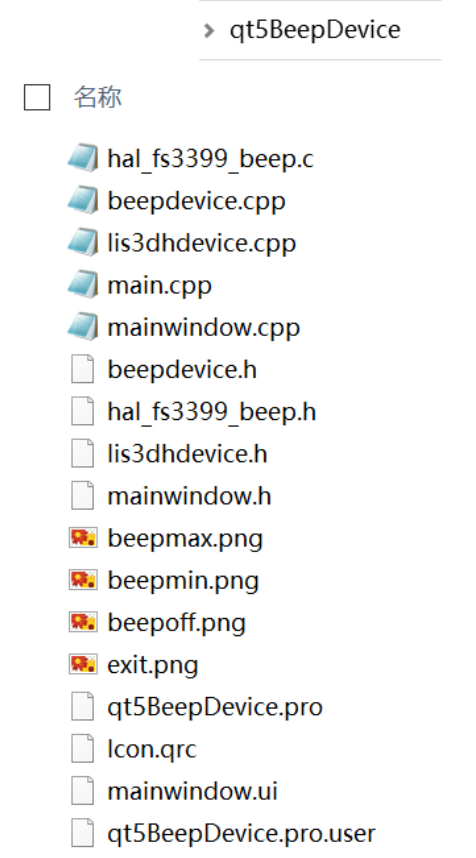 qt5BeepDevice
名称
hal_fs3399_beep.c
beepdevice.cpp
lis3dhdevice.cpp
main.cpp
mainwindow.cpp
beepdevice.h
hal_fs3399_beep.h
lis3dhdevice.h
mainwindow.h
beepmax.png
beepmin.png
beepoff.png
exit.png
qt5BeepDevice.pro
Icon.qrc
mainwindow.ui
qt5BeepDevice.pro.user